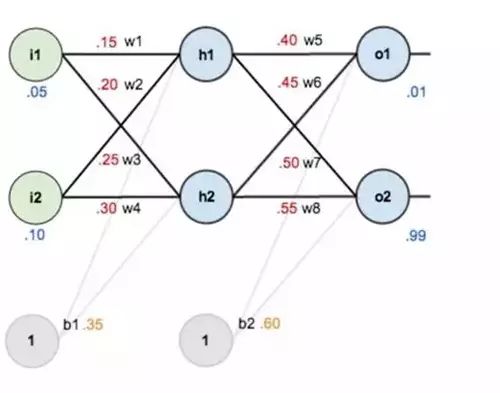 .15 w1
.40 w5
i1
h1
o1
.20 w2
.45 w6
.05
.01
.25 w3
.50 w7
i2
h2
o2
.30 w4
.55 w8
.10
.99
b1 .35
b2 .60
1
1